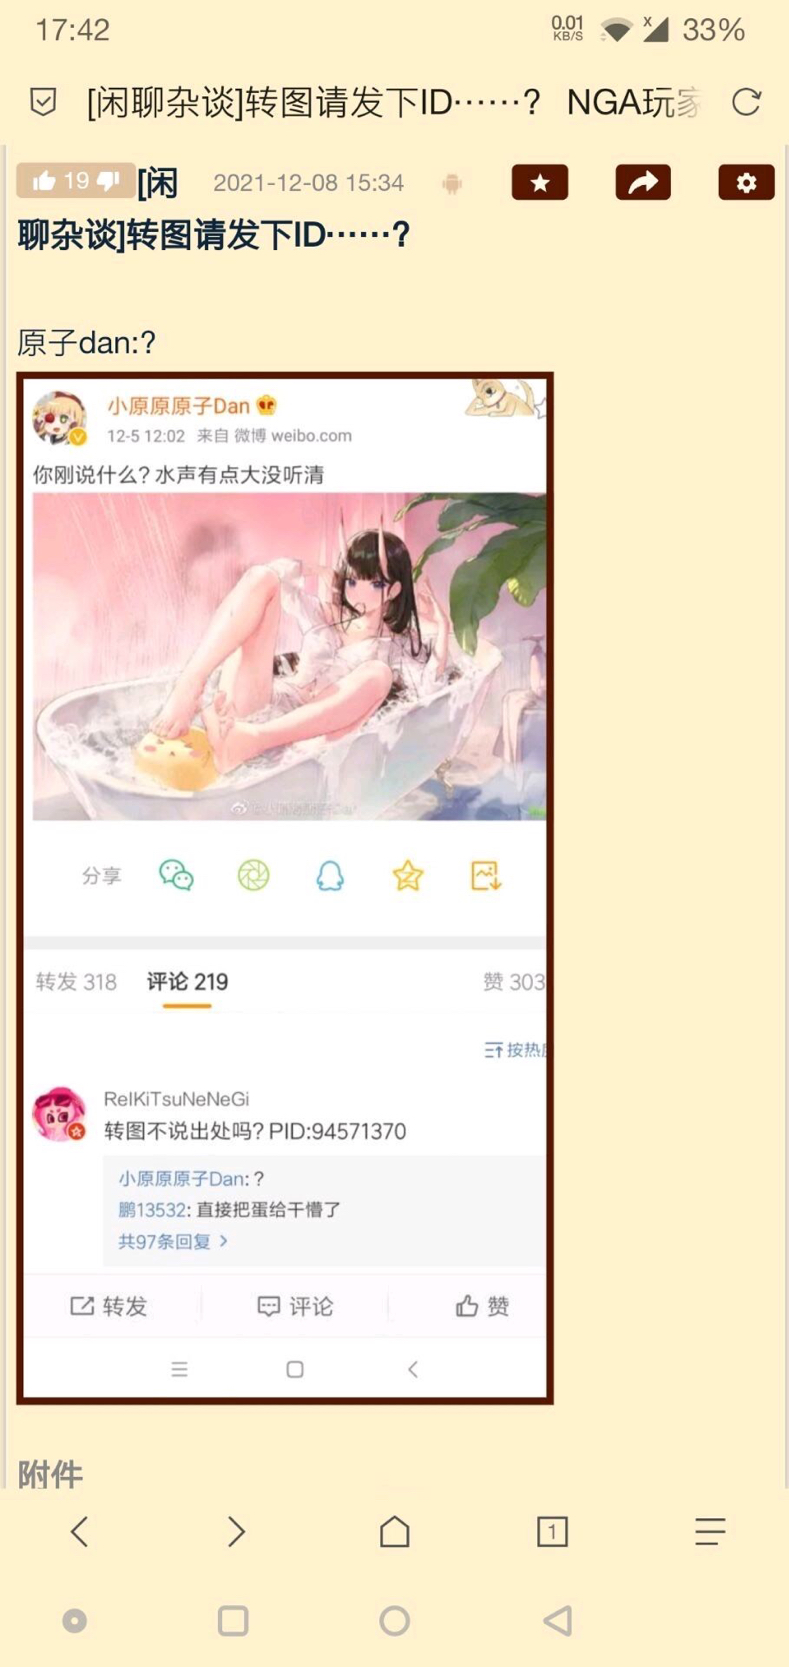 17:42
0.01
KB/S
x
33%
[闲聊杂谈]转图请发下ID……? NGA玩家
19
[闲
2021-12-08 15:34
聊杂谈]转图请发下ID……?
原子dan:?
小原原原子Dan
12-5 12:02 来自 微博 weibo.com
你刚说什么? 水声有点大没听清
分享
转发 318
评论 219
赞 303
按热
RelKiTsuNeNeGi
转图不说出处吗? PID:94571370
小原原原子Dan: ?
鹏13532: 直接把蛋给干懵了
共97条回复 >
转发
评论
赞
附件
1